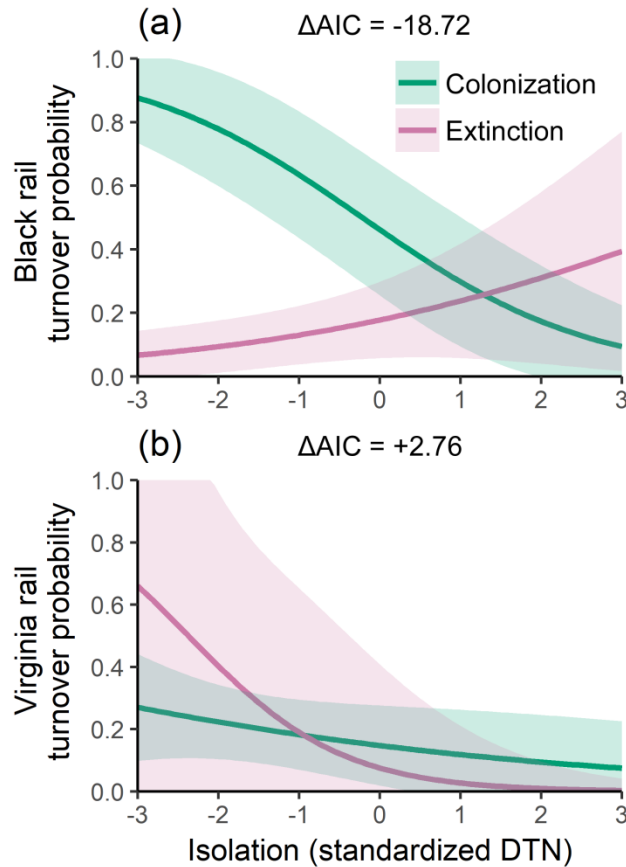 (a)
ΔAIC = -18.72
Black rail
turnover probability
1.0
0.8
0.6
0.4
0.2
0.0
Colonization
Extinction
-3 -2 -1 0 1 2 3
(b)
ΔAIC = +2.76
Virginia rail
turnover probability
1.0
0.8
0.6
0.4
0.2
0.0
-3 -2 -1 0 1 2 3
Isolation (standardized DTN)